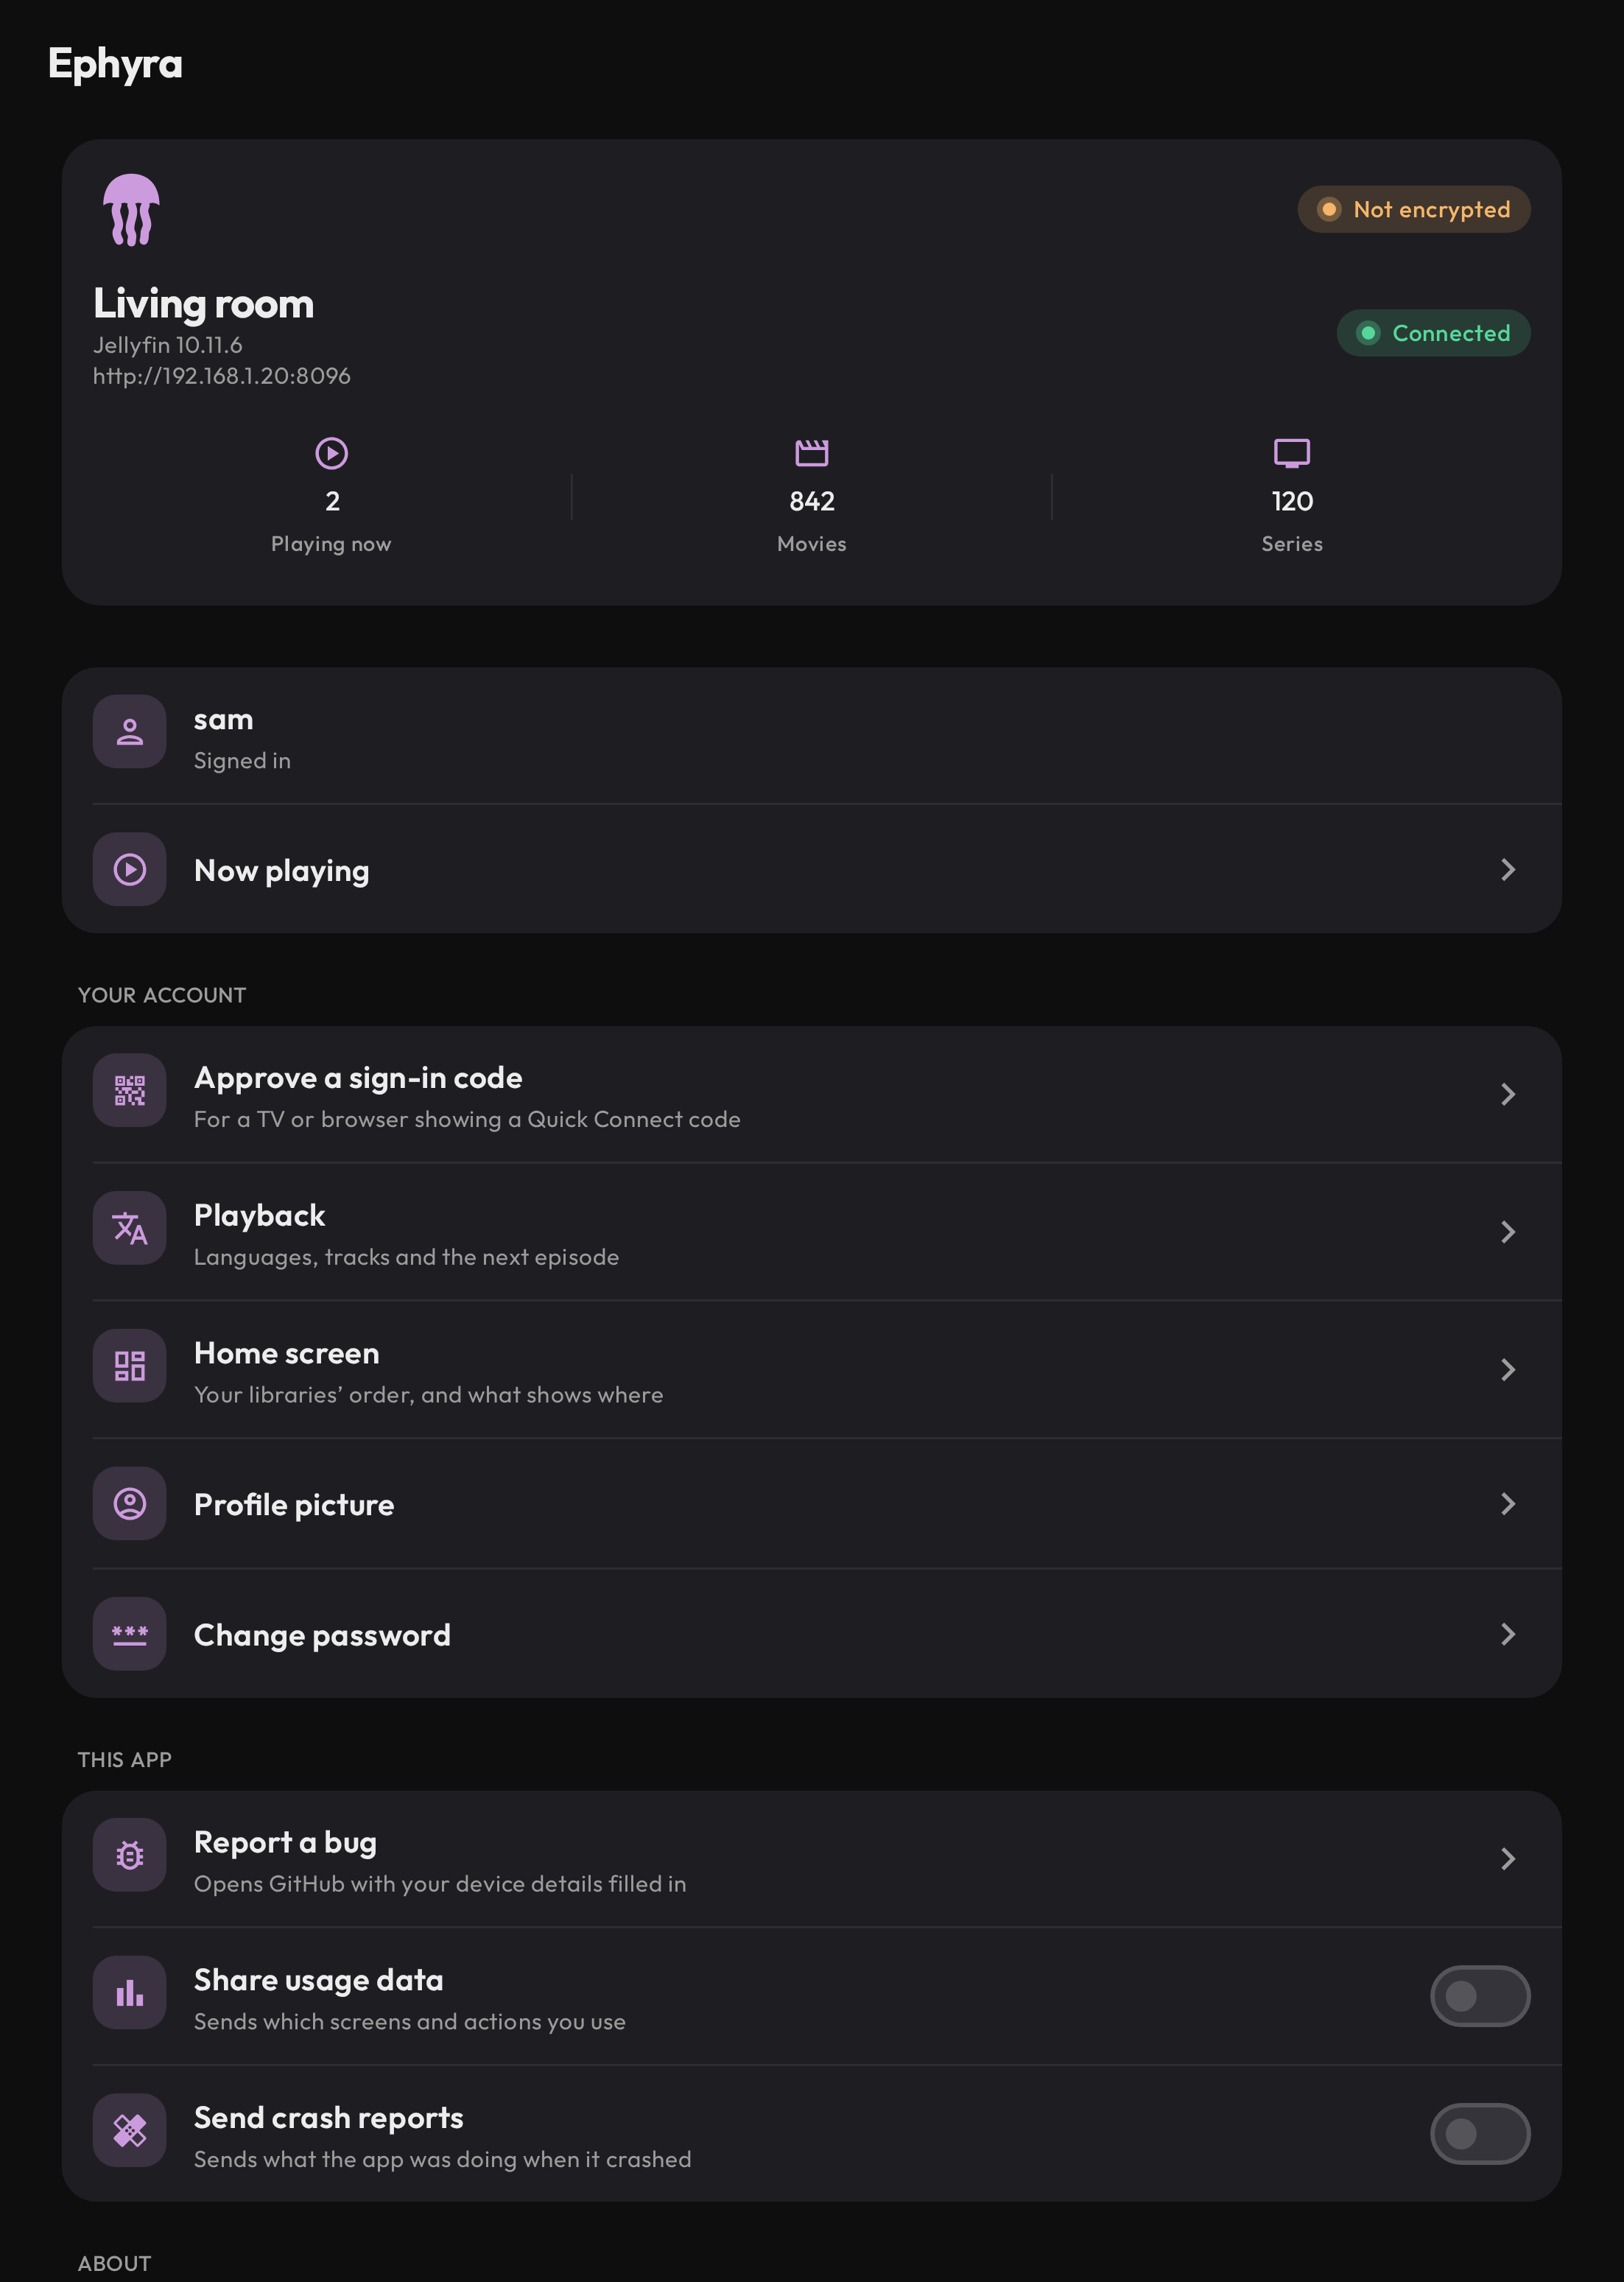 Ephyra
Not encrypted
Living room
Jellyfin 10.11.6
http://192.168.1.20:8096
Connected
2
Playing now
842
Movies
120
Series
sam
Signed in
Now playing
YOUR ACCOUNT
Approve a sign-in code
For a TV or browser showing a Quick Connect code
Playback
Languages, tracks and the next episode
Home screen
Your libraries’ order, and what shows where
Profile picture
Change password
THIS APP
Report a bug
Opens GitHub with your device details filled in
Share usage data
Sends which screens and actions you use
Send crash reports
Sends what the app was doing when it crashed
ABOUT